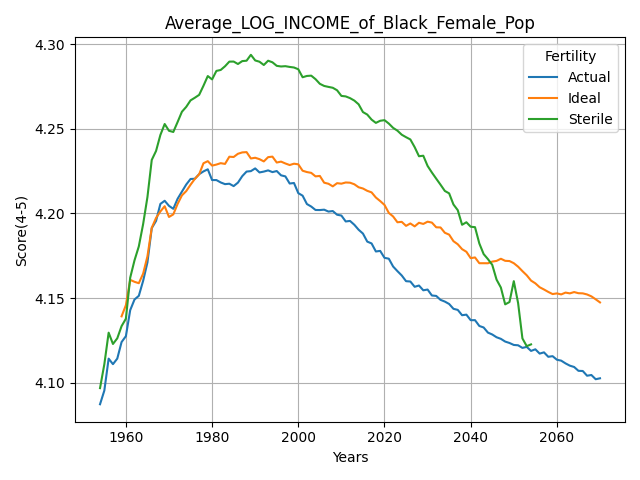 Average_LOG_INCOME_of_Black_Female_Pop
4.30
4.25
4.20
4.15
4.10
Score(4-5)
Fertility
Actual
Ideal
Sterile
1960
1980
2000
2020
2040
2060
Years